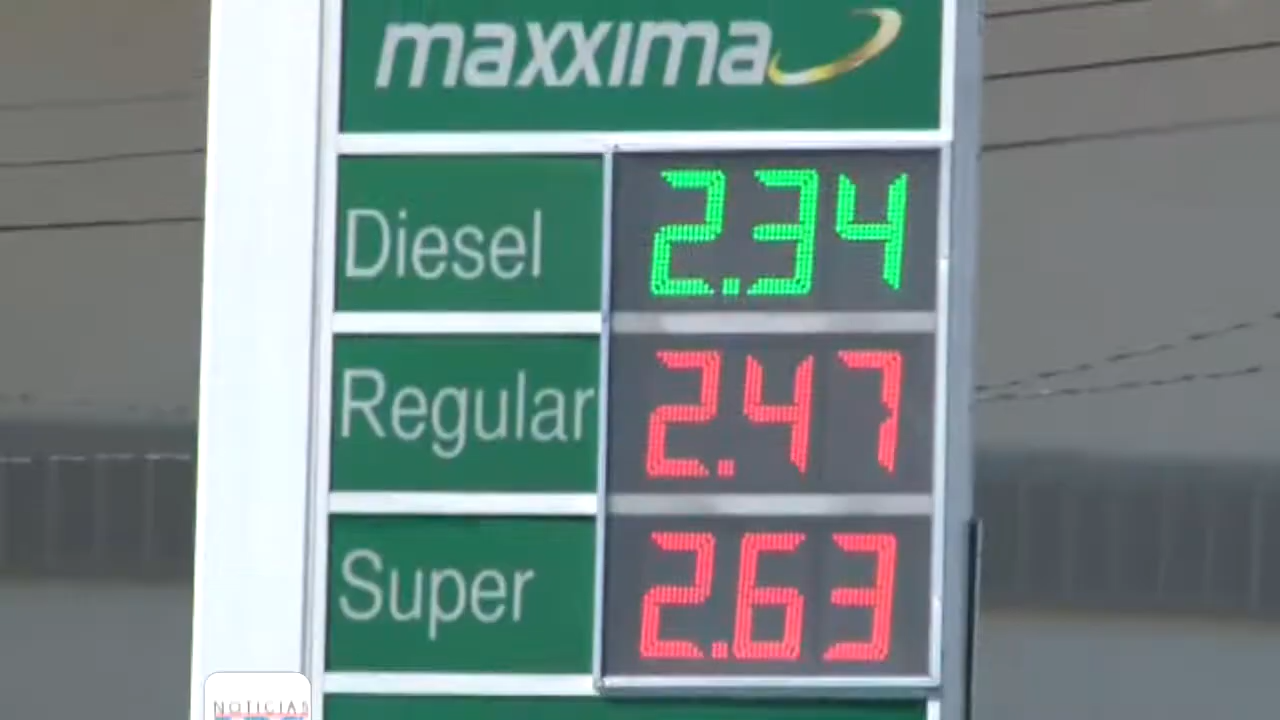 maxxima
Diesel 2.34
Regular 2.47
Super 2.63
NOTICIAS